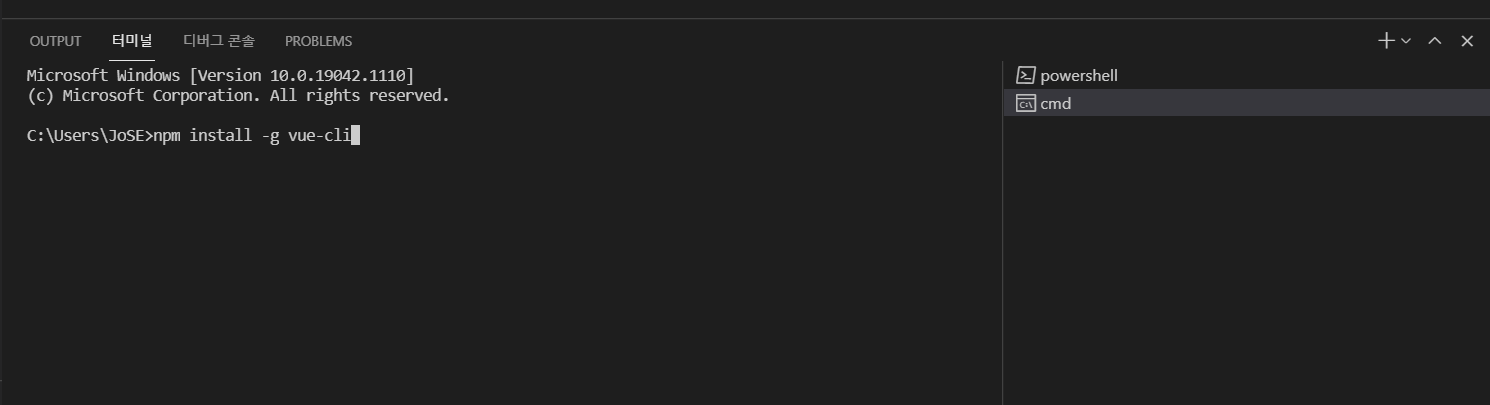 OUTPUT 터미널 디버그 콘솔 PROBLEMS
Microsoft Windows [Version 10.0.19042.1110]
(c) Microsoft Corporation. All rights reserved.
C:\Users\JoSE>npm install -g vue-cli
powershell
cmd